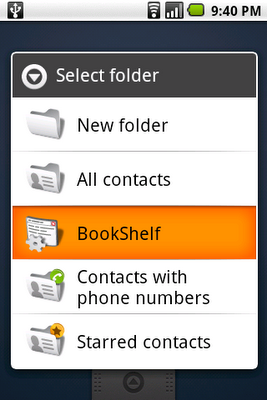 9:40 PM
Select folder
New folder
All contacts
BookShelf
Contacts with
phone numbers
Starred contacts